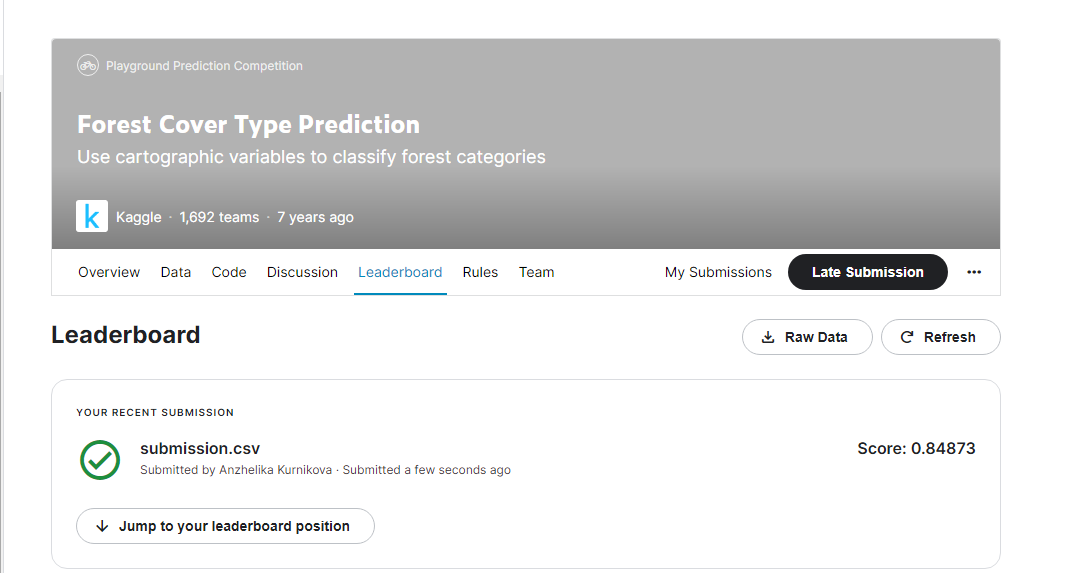 Playground Prediction Competition
Forest Cover Type Prediction
Use cartographic variables to classify forest categories
k Kaggle · 1,692 teams · 7 years ago
Overview Data Code Discussion Leaderboard Rules Team My Submissions Late Submission ...
Leaderboard Raw Data Refresh
YOUR RECENT SUBMISSION
submission.csv Score: 0.84873
Submitted by Anzhelika Kurnikova · Submitted a few seconds ago
Jump to your leaderboard position